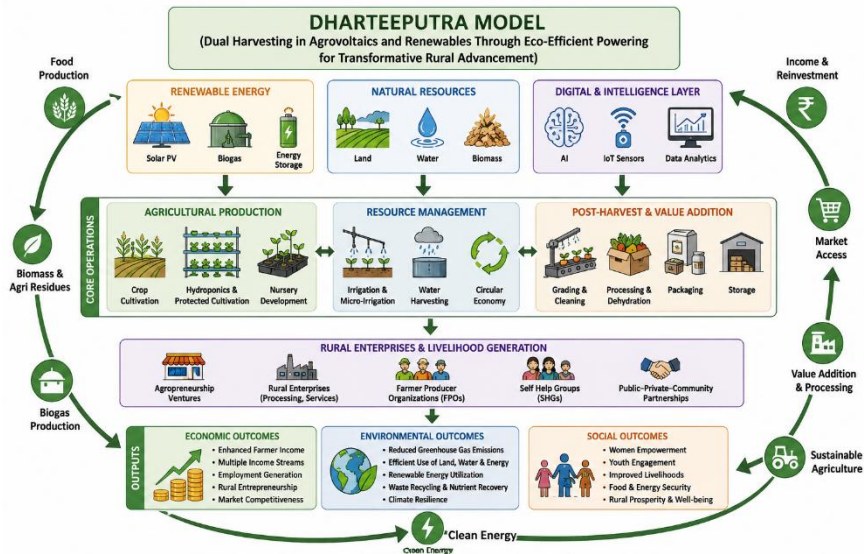 DHARTEEPUTRA MODEL
(Dual Harvesting in Agrovoltaics and Renewables Through Eco-Efficient Powering
for Transformative Rural Advancement)
Food
Production
Income &
Reinvestment
₹
RENEWABLE ENERGY
Solar PV
Biogas
Energy
Storage
NATURAL RESOURCES
Land
Water
Biomass
DIGITAL & INTELLIGENCE LAYER
AI
IoT Sensors
Data Analytics
CORE OPERATIONS
AGRICULTURAL PRODUCTION
Crop
Cultivation
Hydroponics &
Protected Cultivation
Nursery
Development
RESOURCE MANAGEMENT
Irrigation &
Micro-Irrigation
Water
Harvesting
Circular
Economy
POST-HARVEST & VALUE ADDITION
Grading &
Cleaning
Processing &
Dehydration
Packaging
Storage
Biomass &
Agri Residues
Market
Access
RURAL ENTERPRISES & LIVELIHOOD GENERATION
Agropreneurship
Ventures
Rural Enterprises
(Processing, Services)
Farmer Producer
Organizations (FPOs)
Self Help Groups
(SHGs)
Public-Private-Community
Partnerships
Biogas
Production
Value Addition
& Processing
OUTPUTS
ECONOMIC OUTCOMES
• Enhanced Farmer Income
• Multiple Income Streams
• Employment Generation
• Rural Entrepreneurship
• Market Competitiveness
ENVIRONMENTAL OUTCOMES
• Reduced Greenhouse Gas Emissions
• Efficient Use of Land, Water & Energy
• Renewable Energy Utilization
• Waste Recycling & Nutrient Recovery
• Climate Resilience
SOCIAL OUTCOMES
• Women Empowerment
• Youth Engagement
• Improved Livelihoods
• Food & Energy Security
• Rural Prosperity & Well-being
Sustainable
Agriculture
*Clean Energy
Clean Energy